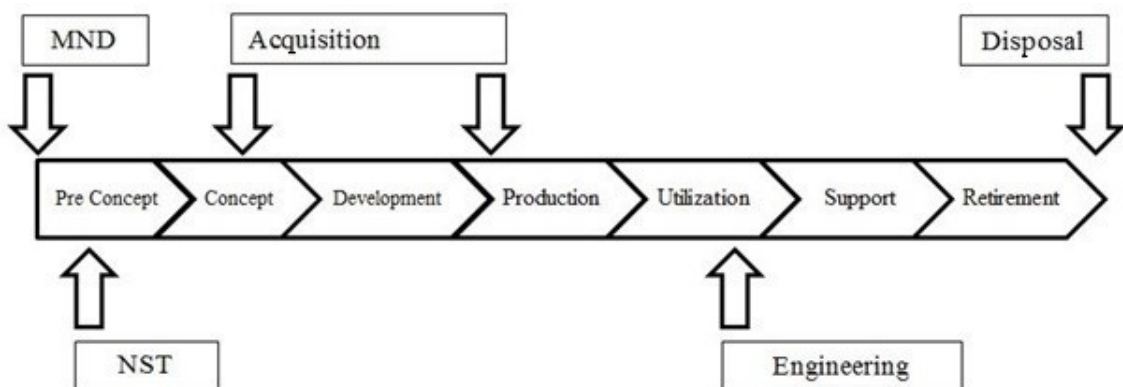 MND
Acquisition
Disposal
Pre Concept
Concept
Development
Production
Utilization
Support
Retirement
NST
Engineering